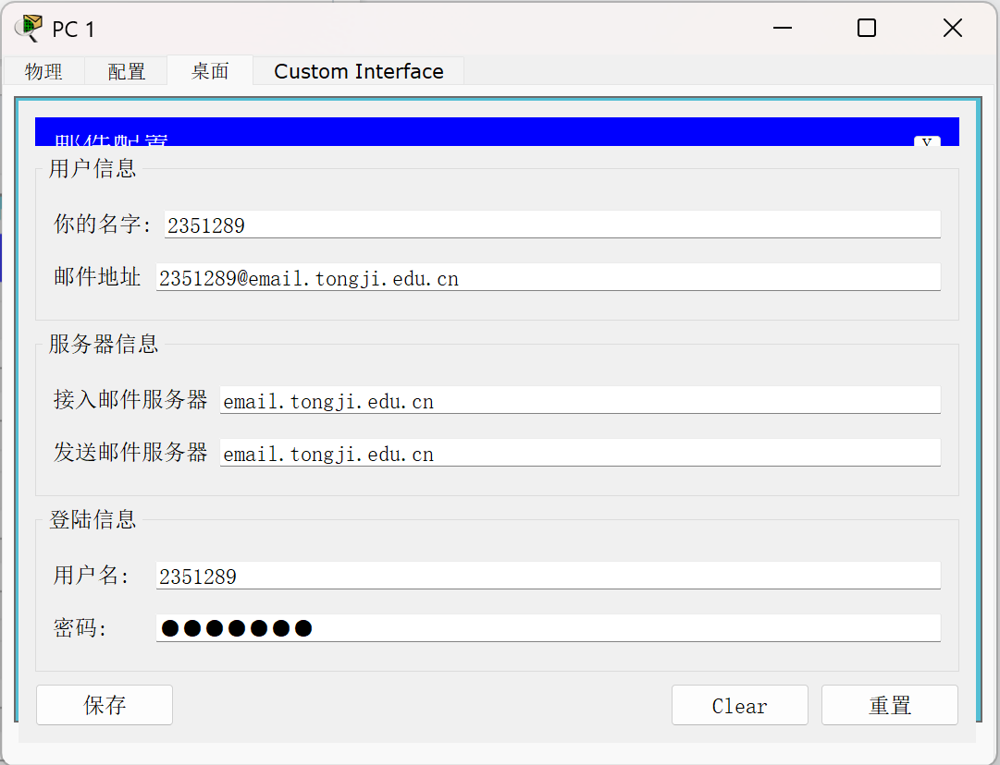 PC 1
物理 配置 桌面 Custom Interface
邮件配置
用户信息
你的名字: 2351289
邮件地址 2351289@email.tongji.edu.cn
服务器信息
接入邮件服务器 email.tongji.edu.cn
发送邮件服务器 email.tongji.edu.cn
登陆信息
用户名: 2351289
密码: ●●●●●●●
保存 Clear 重置